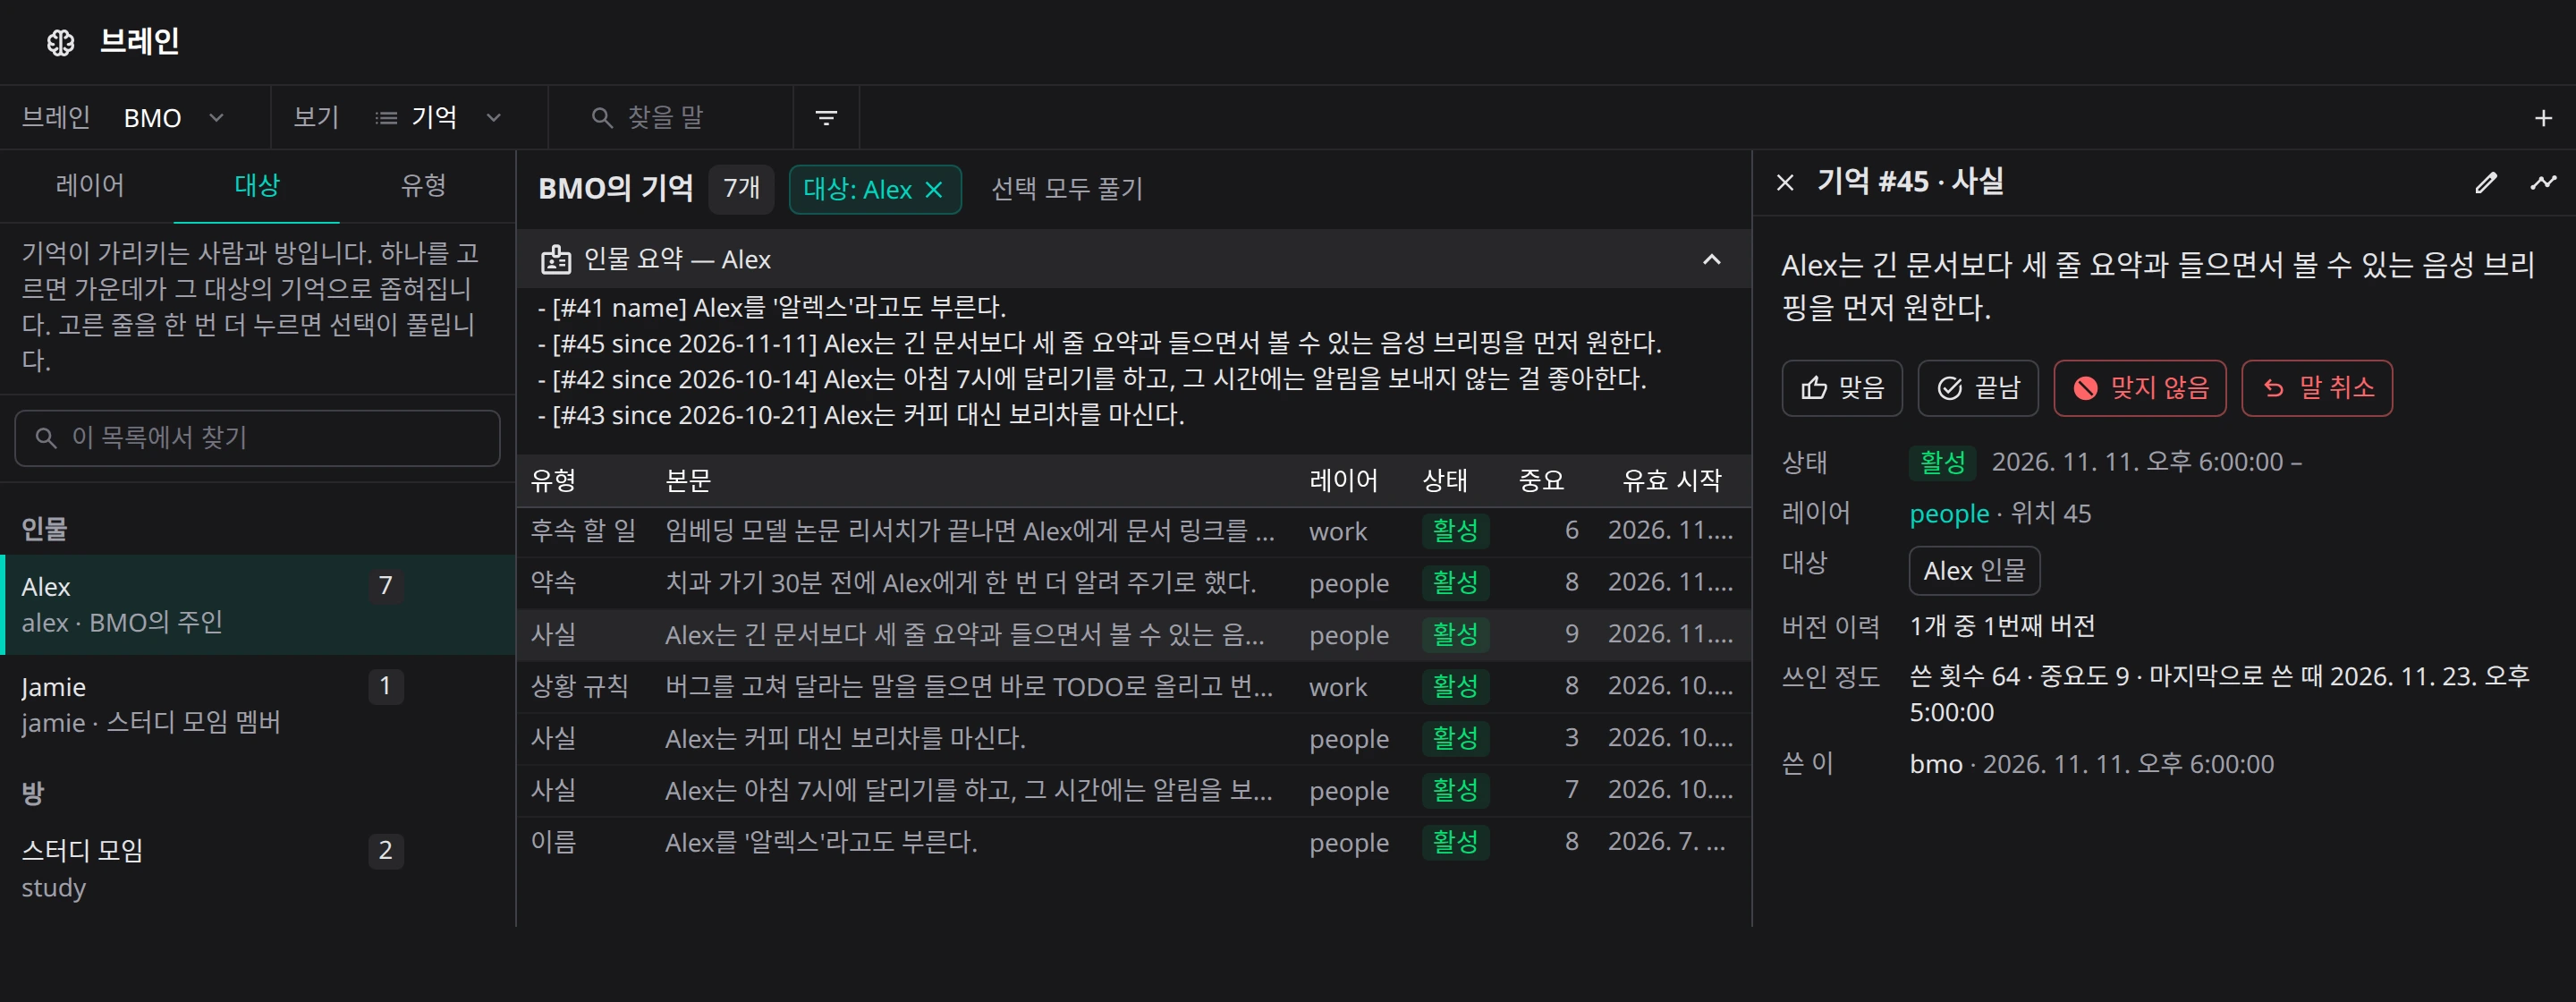 브레인
브레인 BMO 보기 기억 찾을 말
레이어 대상 유형
기억이 가리키는 사람과 방입니다. 하나를 고
르면 가운데가 그 대상의 기억으로 좁혀집니
다. 고른 줄을 한 번 더 누르면 선택이 풀립니
다.
이 목록에서 찾기
인물
Alex 7
alex · BMO의 주인
Jamie 1
jamie · 스터디 모임 멤버
방
스터디 모임 2
study
BMO의 기억 7개 대상: Alex 선택 모두 풀기
인물 요약 — Alex
- [#41 name] Alex를 '알렉스'라고도 부른다.
- [#45 since 2026-11-11] Alex는 긴 문서보다 세 줄 요약과 들으면서 볼 수 있는 음성 브리핑을 먼저 원한다.
- [#42 since 2026-10-14] Alex는 아침 7시에 달리기를 하고, 그 시간에는 알림을 보내지 않는 걸 좋아한다.
- [#43 since 2026-10-21] Alex는 커피 대신 보리차를 마신다.
유형 본문 레이어 상태 중요 유효 시작
후속 할 일 임베딩 모델 논문 리서치가 끝나면 Alex에게 문서 링크를 ... work 활성 6 2026. 11....
약속 치과 가기 30분 전에 Alex에게 한 번 더 알려 주기로 했다. people 활성 8 2026. 11....
사실 Alex는 긴 문서보다 세 줄 요약과 들으면서 볼 수 있는 음... people 활성 9 2026. 11....
상황 규칙 버그를 고쳐 달라는 말을 들으면 바로 TODO로 올리고 번... work 활성 8 2026. 10....
사실 Alex는 커피 대신 보리차를 마신다. people 활성 3 2026. 10....
사실 Alex는 아침 7시에 달리기를 하고, 그 시간에는 알림을 보... people 활성 7 2026. 10....
이름 Alex를 '알렉스'라고도 부른다. people 활성 8 2026. 7. ...
기억 #45 · 사실
Alex는 긴 문서보다 세 줄 요약과 들으면서 볼 수 있는 음성 브리
핑을 먼저 원한다.
맞음 끝남 맞지 않음 말 취소
상태 활성 2026. 11. 11. 오후 6:00:00 –
레이어 people · 위치 45
대상 Alex 인물
버전 이력 1개 중 1번째 버전
쓰인 정도 쓴 횟수 64 · 중요도 9 · 마지막으로 쓴 때 2026. 11. 23. 오후
5:00:00
쓴 이 bmo · 2026. 11. 11. 오후 6:00:00